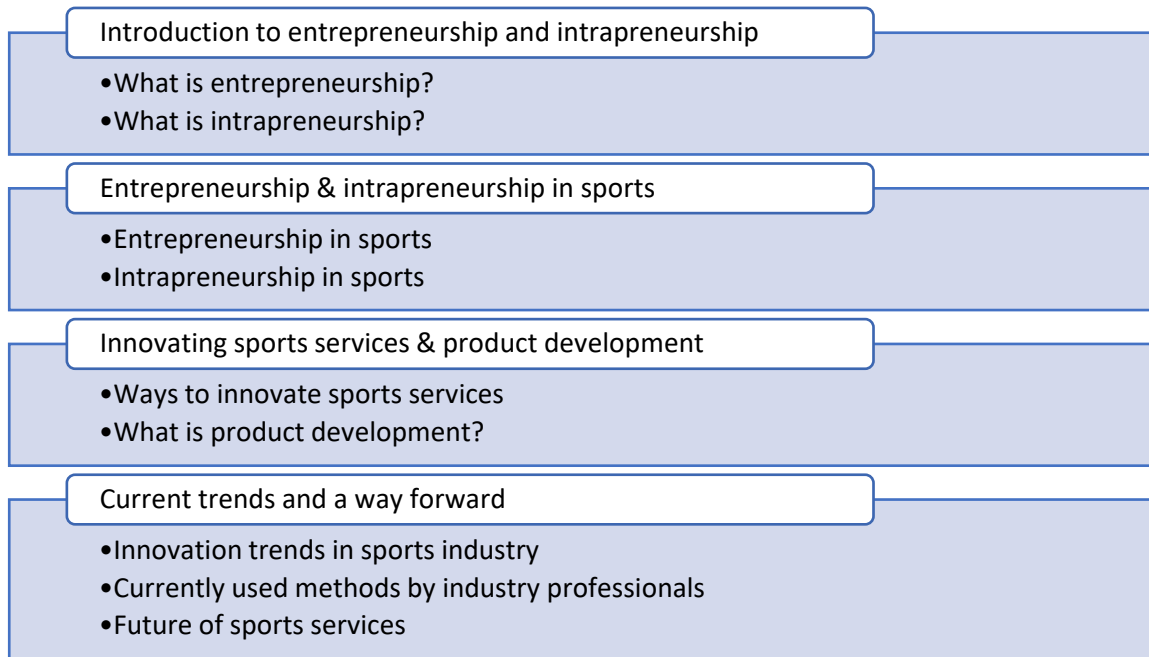 Introduction to entrepreneurship and intrapreneurship
•What is entrepreneurship?
•What is intrapreneurship?
Entrepreneurship & intrapreneurship in sports
•Entrepreneurship in sports
•Intrapreneurship in sports
Innovating sports services & product development
•Ways to innovate sports services
•What is product development?
Current trends and a way forward
•Innovation trends in sports industry
•Currently used methods by industry professionals
•Future of sports services